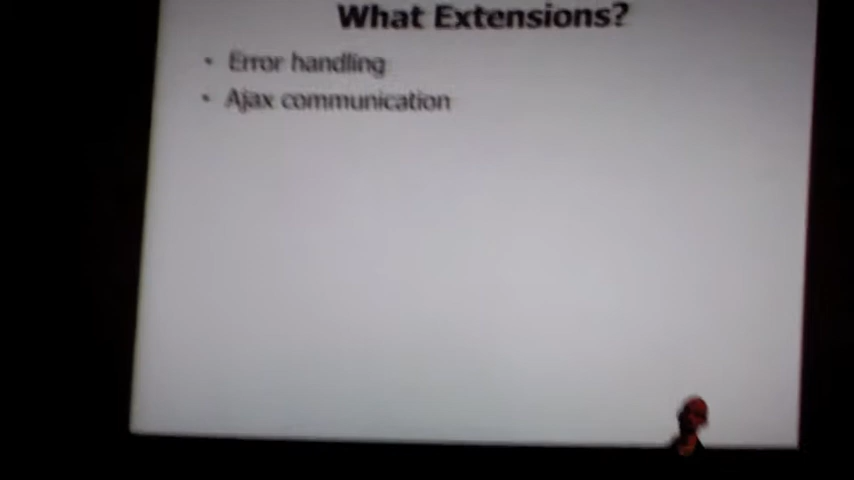 What Extensions?
• Error handling
• Ajax communication